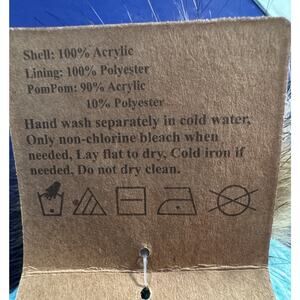 Shell: 100% Acrylic
Lining: 100% Polyester
PomPom: 90% Acrylic
10% Polyester
Hand wash separately in cold water,
Only non-chlorine bleach when
needed, Lay flat to dry, Cold iron if
needed, Do not dry clean.